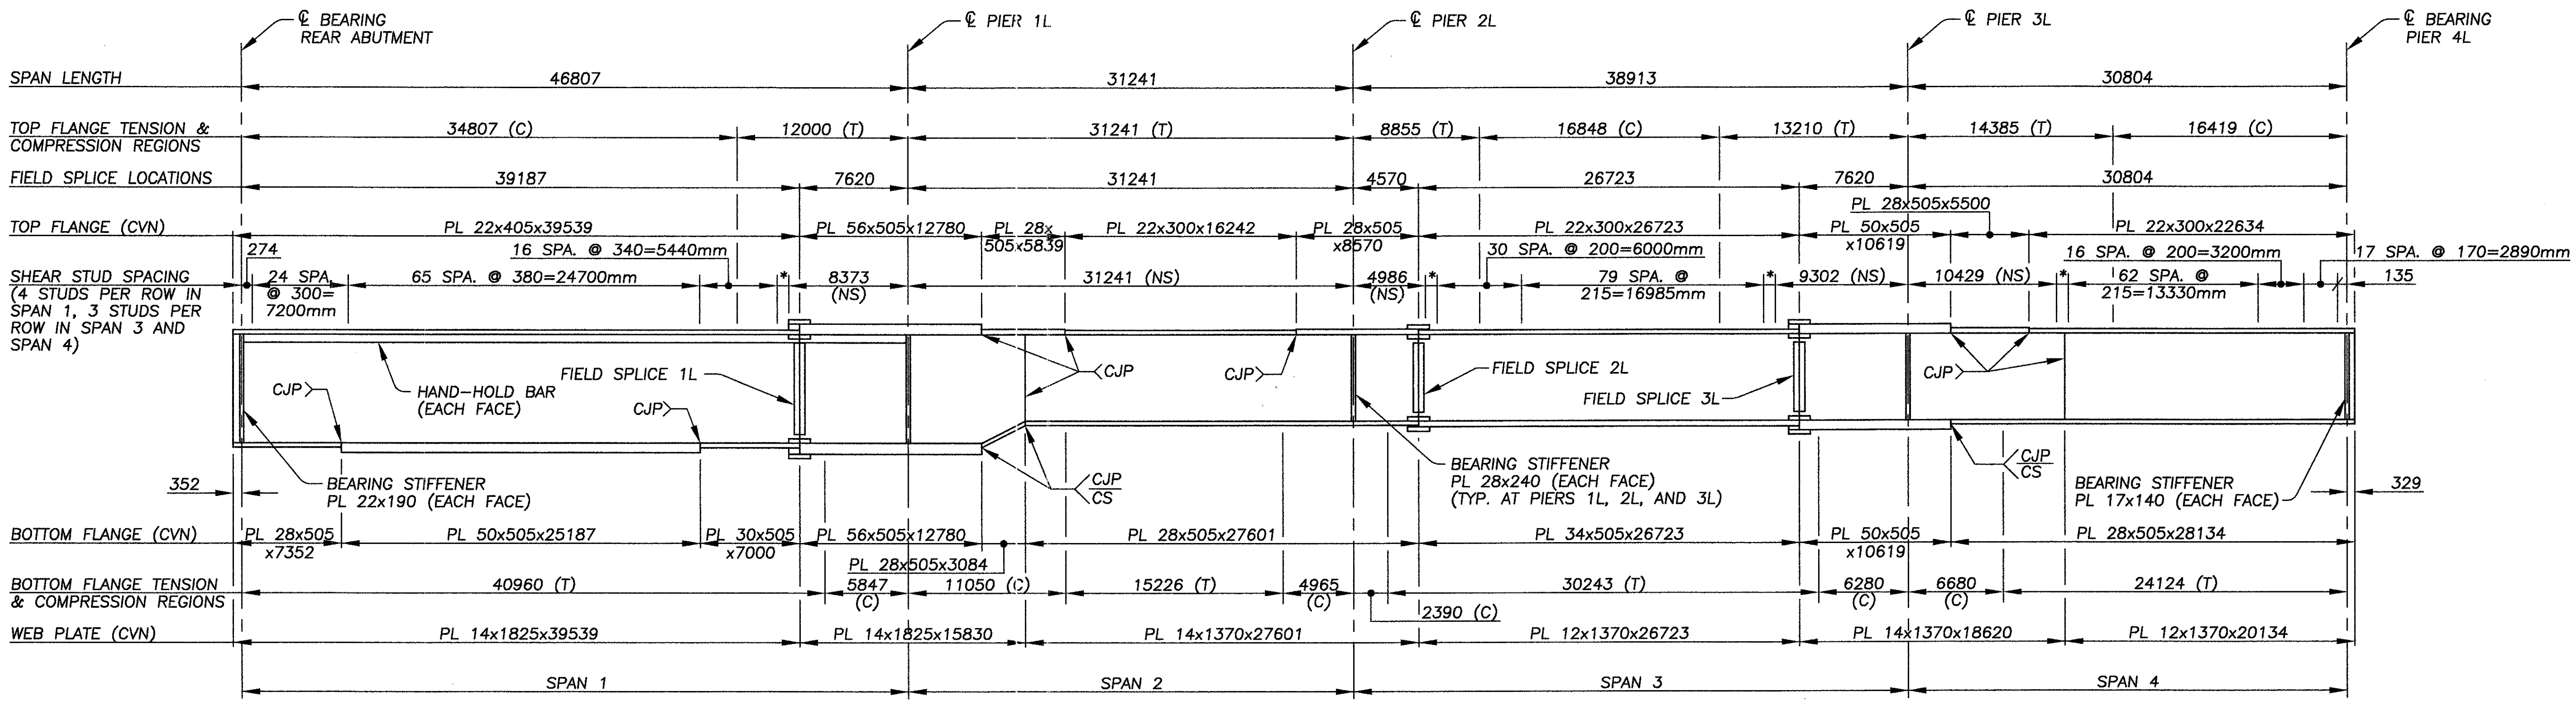 ℄ BEARING
REAR ABUTMENT
℄ PIER 1L
℄ PIER 2L
℄ PIER 3L
℄ BEARING
PIER 4L
SPAN LENGTH
46807
31241
38913
30804
TOP FLANGE TENSION &
COMPRESSION REGIONS
34807 (C)
12000 (T)
31241 (T)
8855 (T)
16848 (C)
13210 (T)
14385 (T)
16419 (C)
FIELD SPLICE LOCATIONS
39187
7620
31241
4570
26723
7620
30804
TOP FLANGE (CVN)
PL 22x405x39539
PL 56x505x12780
PL 28x
505x5839
PL 22x300x16242
PL 28x505
x8570
PL 22x300x26723
PL 50x505
x10619
PL 28x505x5500
PL 22x300x22634
SHEAR STUD SPACING
(4 STUDS PER ROW IN
SPAN 1, 3 STUDS PER
ROW IN SPAN 3 AND
SPAN 4)
274
24 SPA.
@ 300=
7200mm
65 SPA. @ 380=24700mm
16 SPA. @ 340=5440mm
*
8373
(NS)
31241 (NS)
4986
(NS)
*
30 SPA. @ 200=6000mm
79 SPA. @
215=16985mm
*
9302 (NS)
10429 (NS)
*
62 SPA. @
215=13330mm
16 SPA. @ 200=3200mm
17 SPA. @ 170=2890mm
135
CJP
HAND-HOLD BAR
(EACH FACE)
CJP
FIELD SPLICE 1L
CJP
CJP
FIELD SPLICE 2L
FIELD SPLICE 3L
CJP
352
BEARING STIFFENER
PL 22x190 (EACH FACE)
CJP
CS
BEARING STIFFENER
PL 28x240 (EACH FACE)
(TYP. AT PIERS 1L, 2L, AND 3L)
CJP
CS
BEARING STIFFENER
PL 17x140 (EACH FACE)
329
BOTTOM FLANGE (CVN)
PL 28x505
x7352
PL 50x505x25187
PL 30x505
x7000
PL 56x505x12780
PL 28x505x3084
PL 28x505x27601
PL 34x505x26723
PL 50x505
x10619
PL 28x505x28134
BOTTOM FLANGE TENSION
& COMPRESSION REGIONS
40960 (T)
5847
(C)
11050 (C)
15226 (T)
4965
(C)
2390 (C)
30243 (T)
6280
(C)
6680
(C)
24124 (T)
WEB PLATE (CVN)
PL 14x1825x39539
PL 14x1825x15830
PL 14x1370x27601
PL 12x1370x26723
PL 14x1370x18620
PL 12x1370x20134
SPAN 1
SPAN 2
SPAN 3
SPAN 4